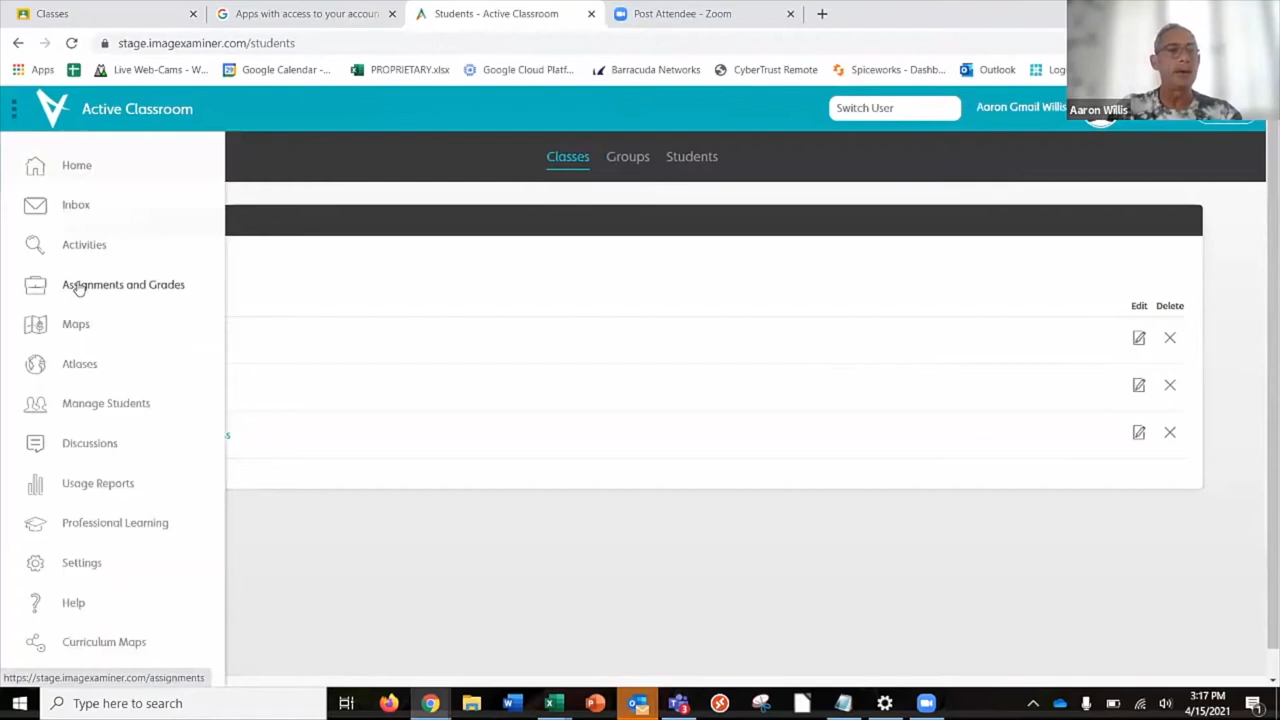 Classes
Apps with access to your accoun
Students - Active Classroom
Post Attendee - Zoom
stage.imagexaminer.com/students
Apps
Live Web-Cams - W...
Google Calendar -...
PROPRIETARY.xlsx
Google Cloud Platf...
Barracuda Networks
CyberTrust Remote
Spiceworks - Dashb...
Outlook
Log
Active Classroom
Switch User
Aaron Gmail Willis
Aaron Willis
Classes
Groups
Students
Home
Inbox
Activities
Assignments and Grades
Maps
Atlases
Manage Students
Discussions
Usage Reports
Professional Learning
Settings
Help
Curriculum Maps
Edit
Delete
s
https://stage.imagexaminer.com/assignments
Type here to search
3:17 PM
4/15/2021